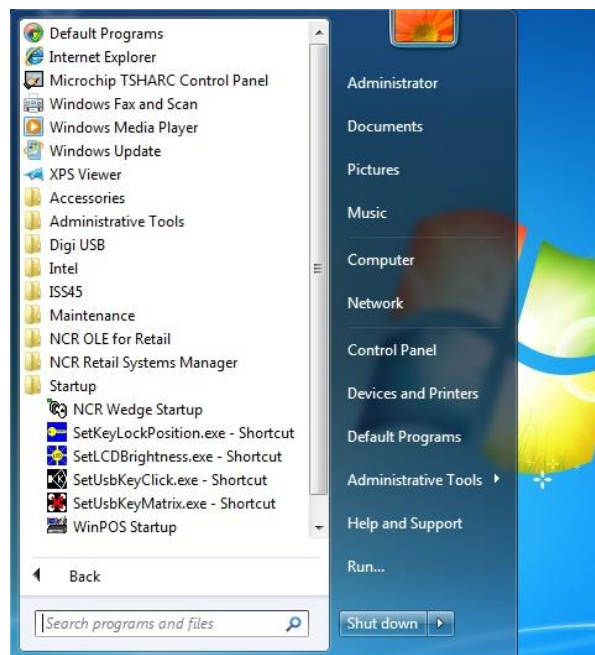 Default Programs
Internet Explorer
Microchip TSHARC Control Panel
Windows Fax and Scan
Windows Media Player
Windows Update
XPS Viewer
Accessories
Administrative Tools
Digi USB
Intel
ISS45
Maintenance
NCR OLE for Retail
NCR Retail Systems Manager
Startup
NCR Wedge Startup
SetKeyLockPosition.exe - Shortcut
SetLCDBrightness.exe - Shortcut
SetUsbKeyClick.exe - Shortcut
SetUsbKeyMatrix.exe - Shortcut
WinPOS Startup
Back
Search programs and files
Administrator
Documents
Pictures
Music
Computer
Network
Control Panel
Devices and Printers
Default Programs
Administrative Tools
Help and Support
Run...
Shut down